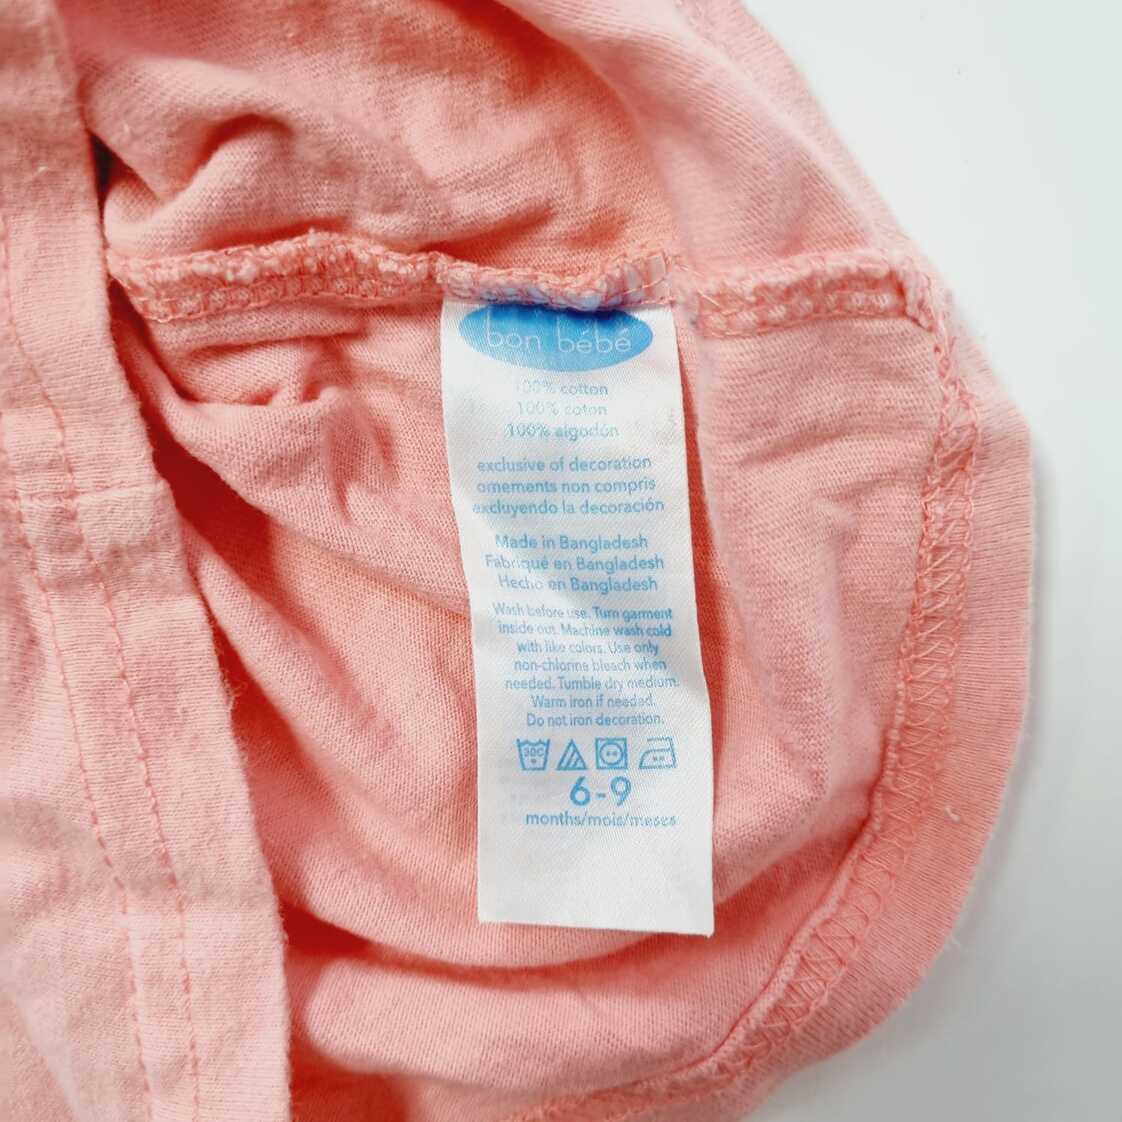 bon bébé
100% cotton
100% coton
100% algodón
exclusive of decoration
ornements non compris
excluyendo la decoración
Made in Bangladesh
Fabriqué en Bangladesh
Hecho en Bangladesh
Wash before use. Turn garment
inside out. Machine wash cold
with like colors. Use only
non-chlorine bleach when
needed. Tumble dry medium.
Warm iron if needed.
Do not iron decoration.
30C
6-9
months/mois/meses